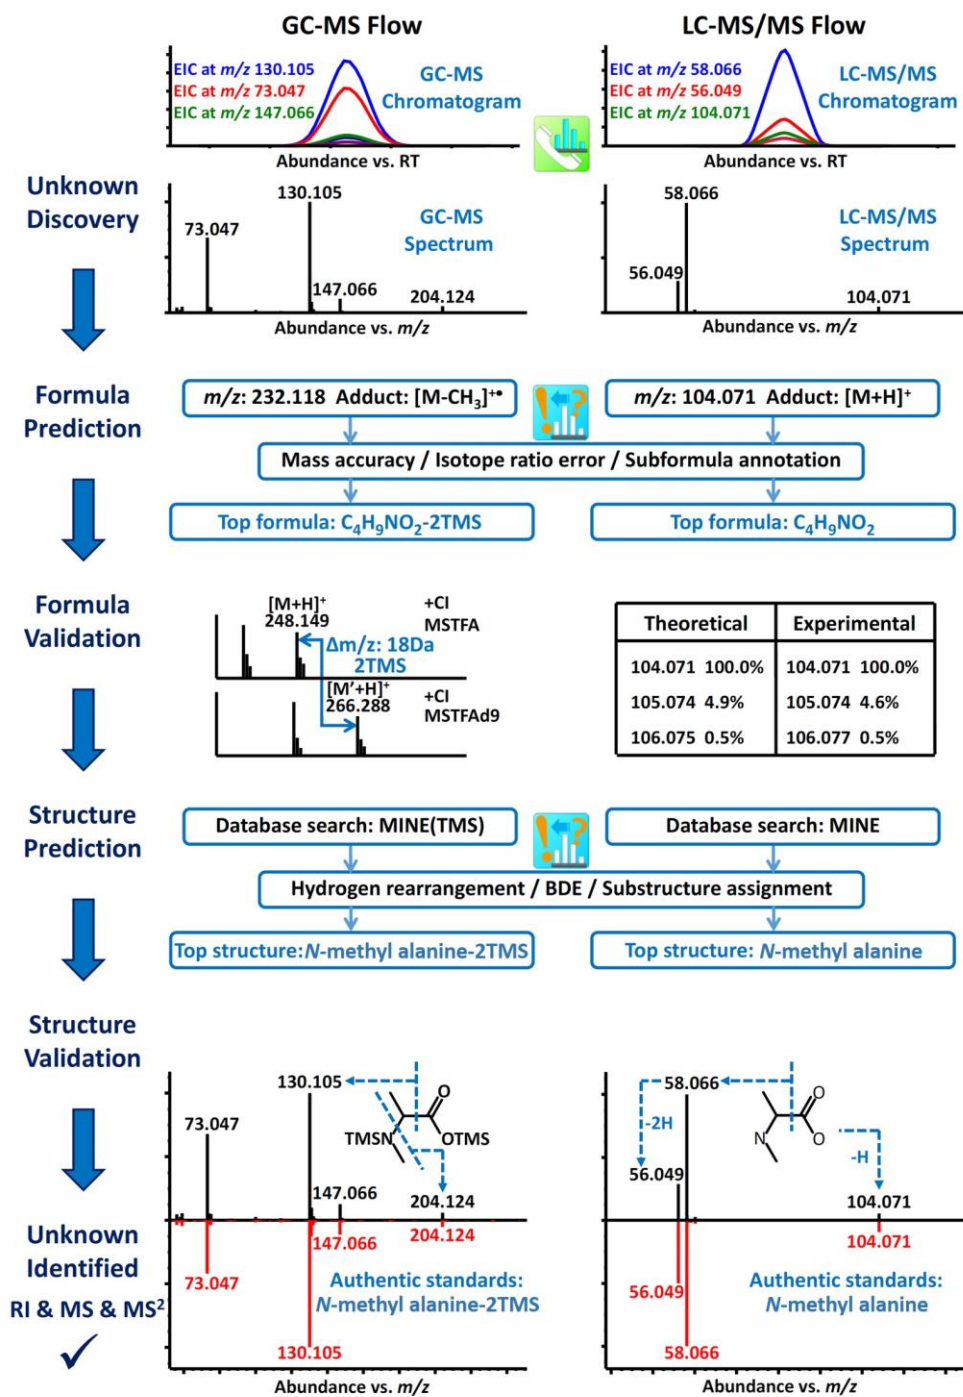 GC-MS Flow
LC-MS/MS Flow
EIC at m/z 130.105
EIC at m/z 73.047
EIC at m/z 147.066
GC-MS
Chromatogram
Abundance vs. RT
EIC at m/z 58.066
EIC at m/z 56.049
EIC at m/z 104.071
LC-MS/MS
Chromatogram
Abundance vs. RT
Unknown
Discovery
130.105
73.047
147.066
204.124
GC-MS
Spectrum
Abundance vs. m/z
58.066
56.049
104.071
LC-MS/MS
Spectrum
Abundance vs. m/z
Formula
Prediction
m/z: 232.118 Adduct: [M-CH₃]⁺•
! ?
m/z: 104.071 Adduct: [M+H]⁺
Mass accuracy / Isotope ratio error / Subformula annotation
Top formula: C₄H₉NO₂-2TMS
Top formula: C₄H₉NO₂
Formula
Validation
[M+H]⁺
248.149
+CI
MSTFA
Δm/z: 18Da
2TMS
[M'+H]⁺
266.288
+CI
MSTFAd9
Theoretical Experimental
104.071 100.0% 104.071 100.0%
105.074 4.9% 105.074 4.6%
106.075 0.5% 106.077 0.5%
Structure
Prediction
Database search: MINE(TMS)
! ?
Database search: MINE
Hydrogen rearrangement / BDE / Substructure assignment
Top structure:N-methyl alanine-2TMS
Top structure: N-methyl alanine
Structure
Validation
130.105
73.047
147.066
204.124
O
TMSN
OTMS
73.047
147.066
204.124
130.105
Authentic standards:
N-methyl alanine-2TMS
Abundance vs. m/z
58.066
-2H
56.049
O
N
O
-H
104.071
56.049
104.071
58.066
Authentic standards:
N-methyl alanine
Abundance vs. m/z
Unknown
Identified
RI & MS & MS²